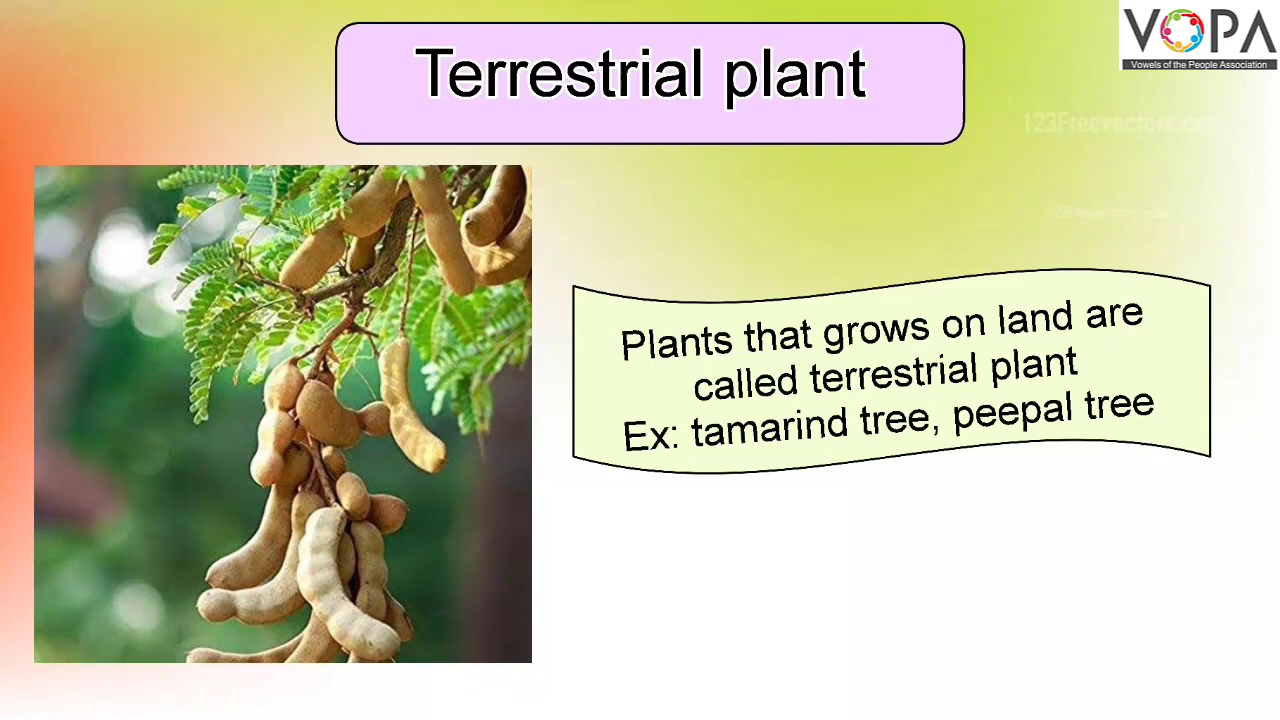 Terrestrial plant
VOPA
Vowels of the People Association
123Freevectors
Plants that grows on land are
called terrestrial plant
Ex: tamarind tree, peepal tree